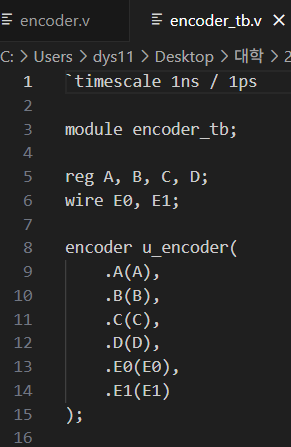 encoder.v
encoder_tb.v
C: > Users > dys11 > Desktop > 대학 > 2
1 `timescale 1ns / 1ps
2
3 module encoder_tb;
4
5 reg A, B, C, D;
6 wire E0, E1;
7
8 encoder u_encoder(
9 .A(A),
10 .B(B),
11 .C(C),
12 .D(D),
13 .E0(E0),
14 .E1(E1)
15 );
16